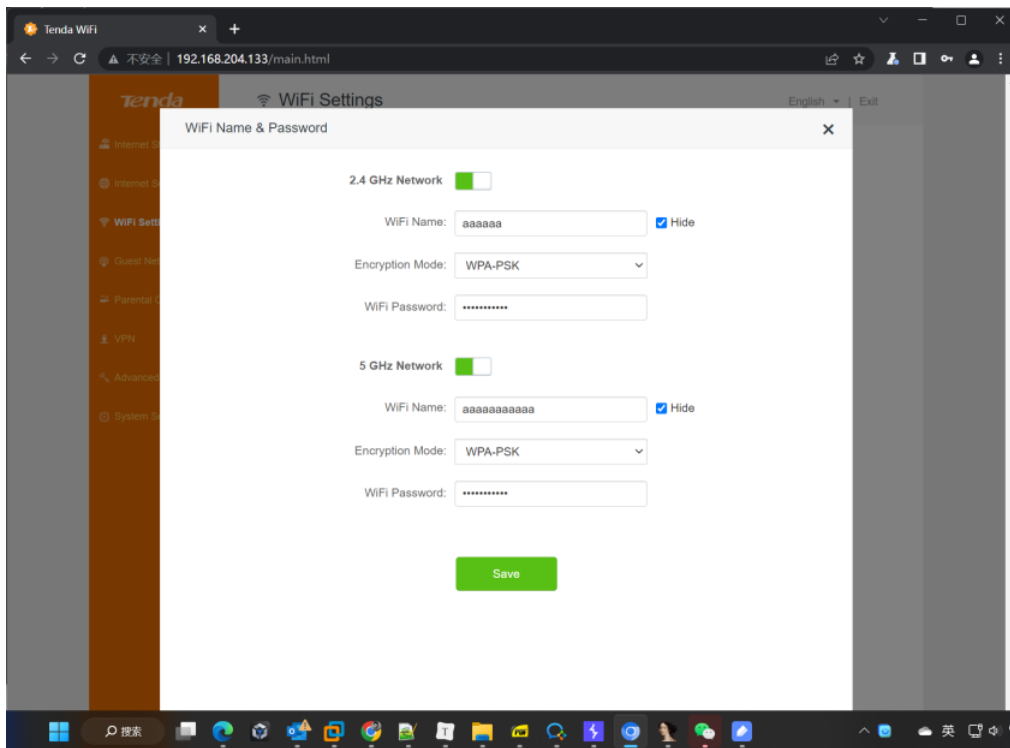 Tenda WiFi
不安全 | 192.168.204.133/main.html
Tenda
WiFi Settings
English | Exit
WiFi Name & Password
Internet
Internet
WiFi
Guest
Parental
VPN
Advanced
System
2.4 GHz Network
WiFi Name: aaaaaa Hide
Encryption Mode: WPA-PSK
WiFi Password: •••••••••••
5 GHz Network
WiFi Name: aaaaaaaaaaa Hide
Encryption Mode: WPA-PSK
WiFi Password: •••••••••••
Save
搜索
英